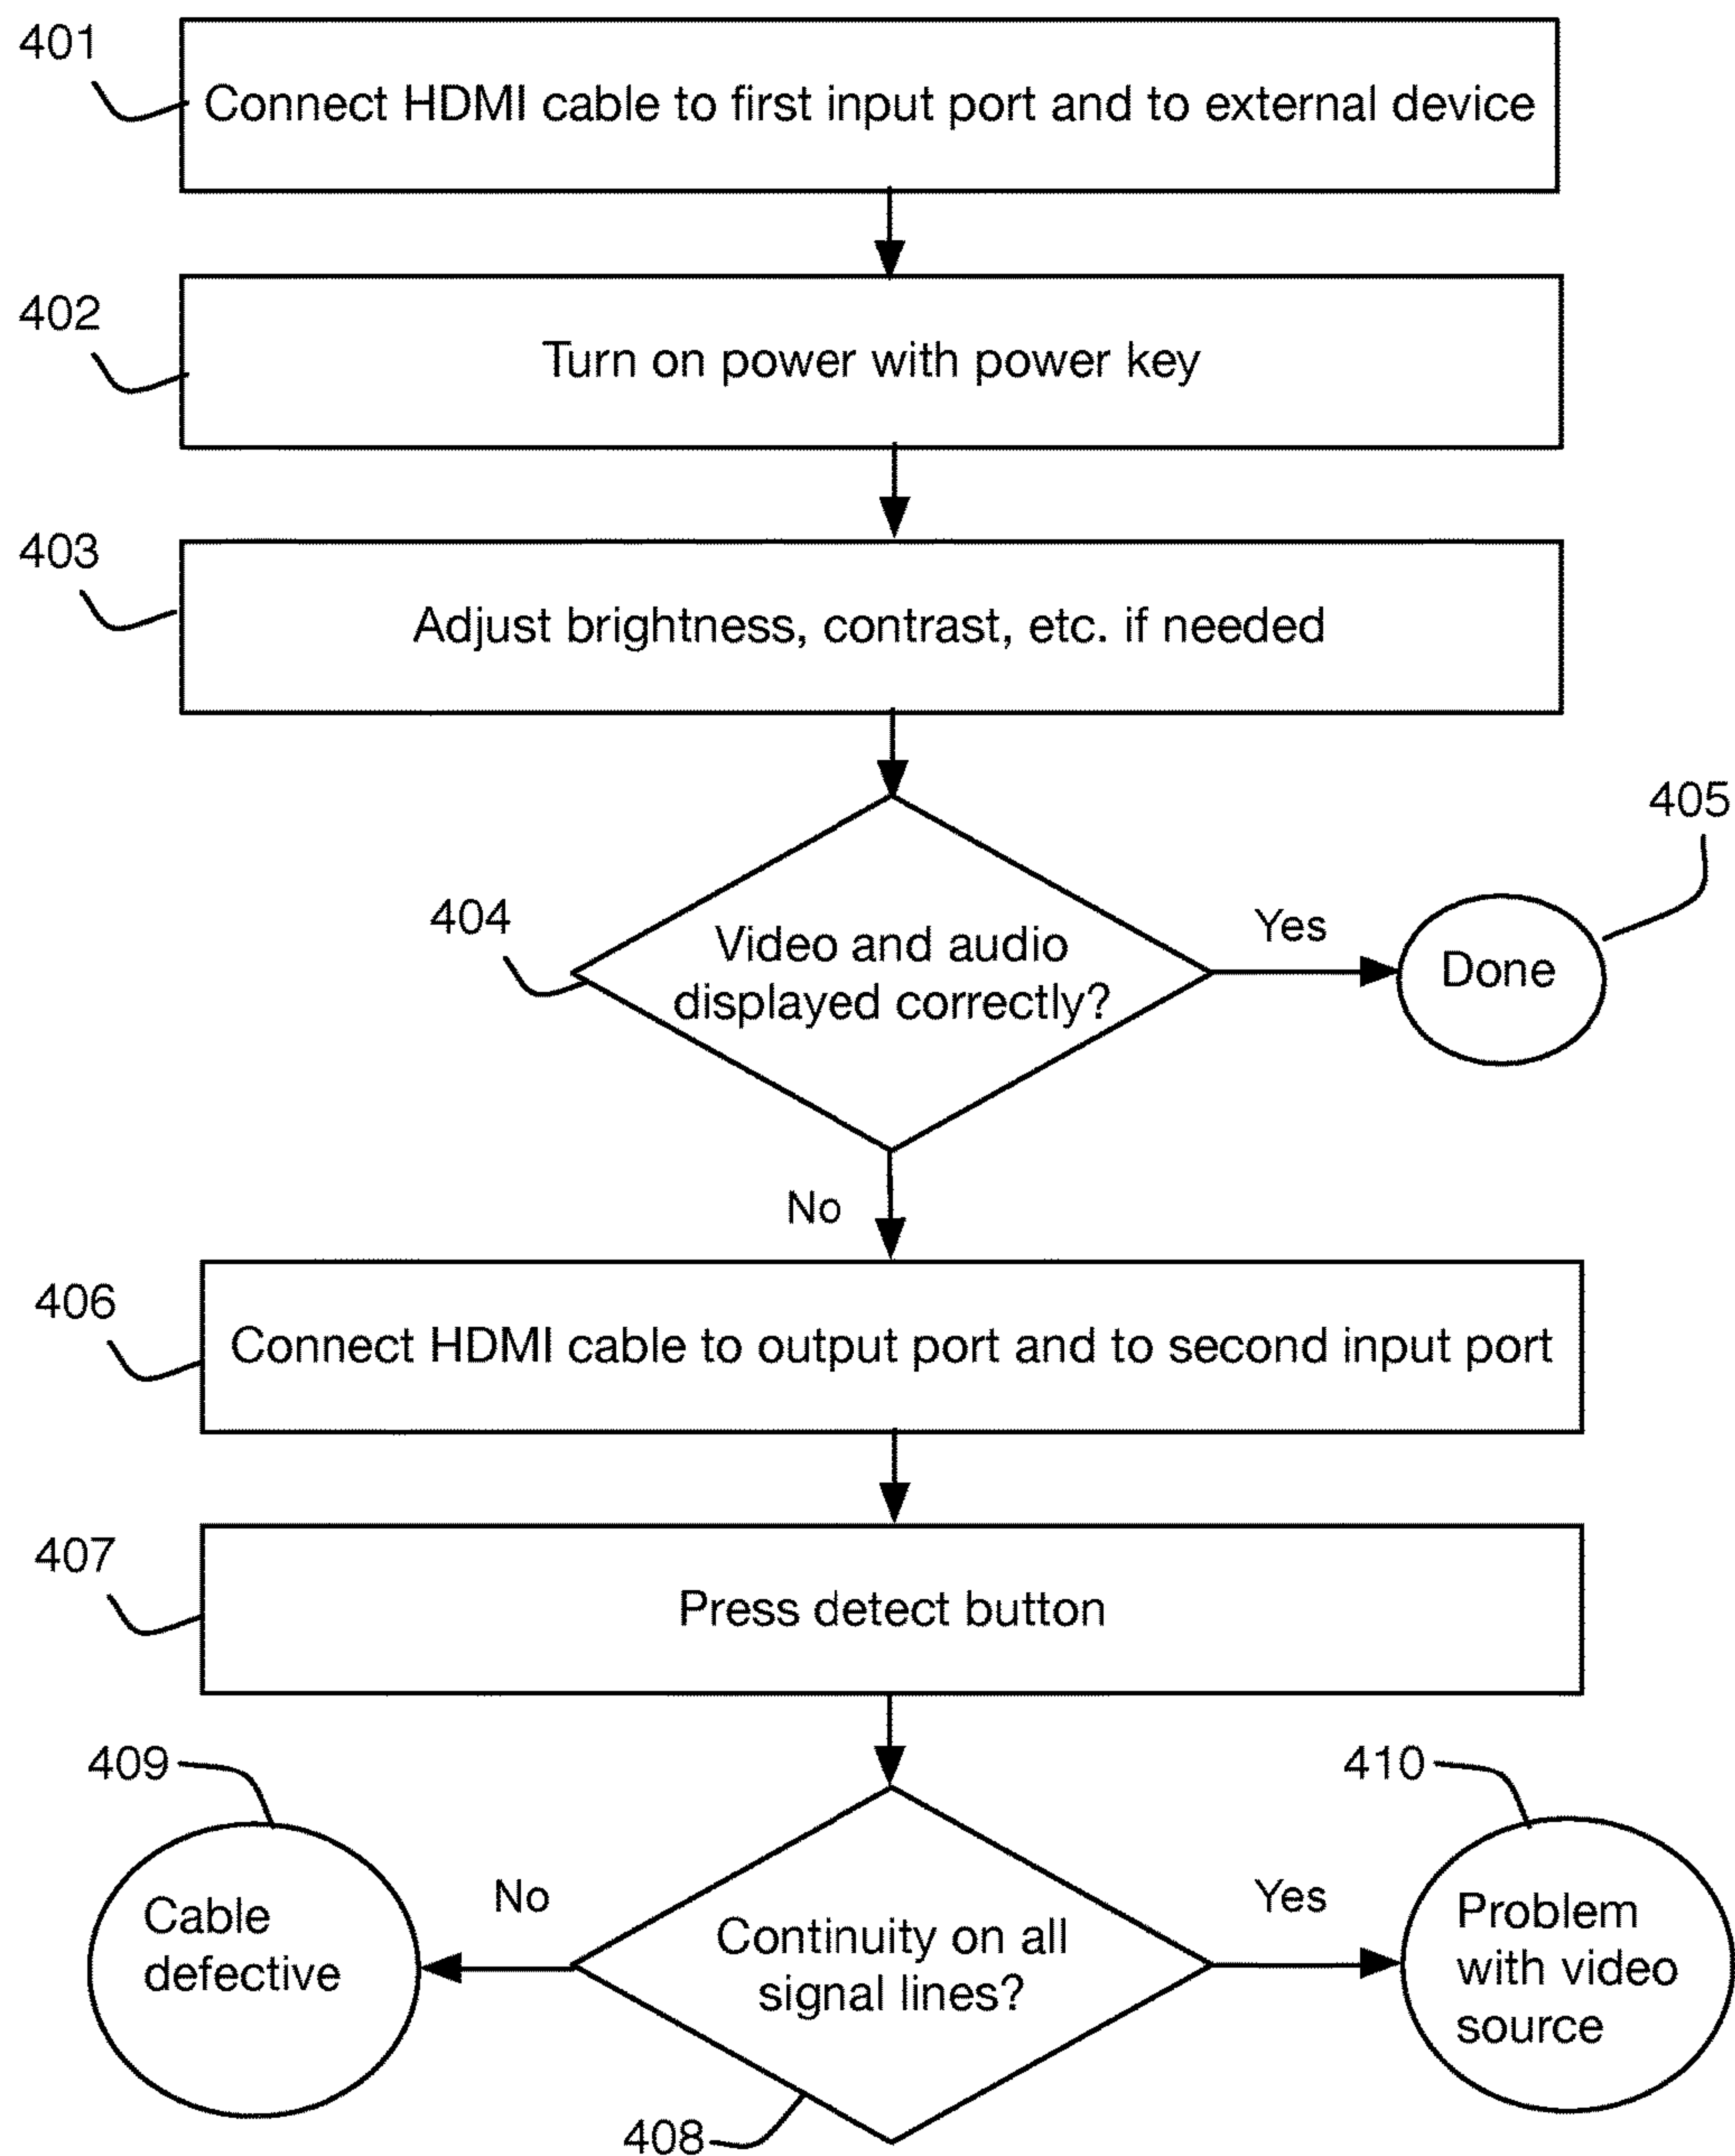 401
Connect HDMI cable to first input port and to external device
402
Turn on power with power key
403
Adjust brightness, contrast, etc. if needed
404
Video and audio
displayed correctly?
Yes
405
Done
No
406
Connect HDMI cable to output port and to second input port
407
Press detect button
409
Cable
defective
No
Continuity on all
signal lines?
408
Yes
410
Problem
with video
source